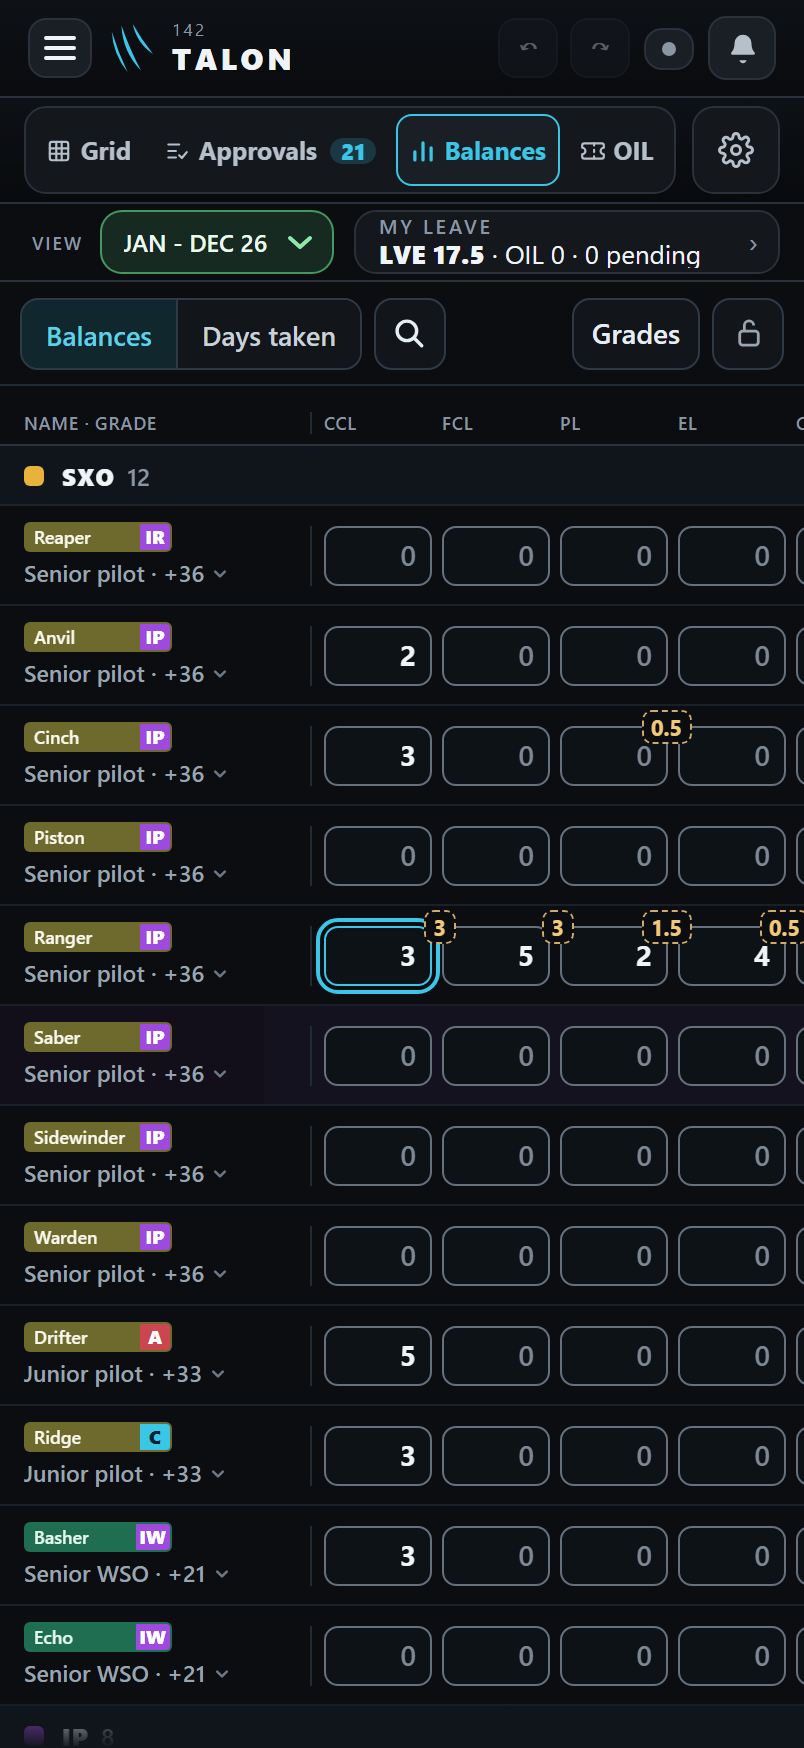 142
TALON
Grid Approvals 21 Balances OIL
VIEW JAN - DEC 26 MY LEAVE
LVE 17.5 · OIL 0 · 0 pending
Balances Days taken Grades
NAME · GRADE CCL FCL PL EL
SXO 12
Reaper IR 0 0 0 0
Senior pilot · +36
Anvil IP 2 0 0 0
Senior pilot · +36
0.5
Cinch IP 3 0 0 0
Senior pilot · +36
Piston IP 0 0 0 0
Senior pilot · +36
3 3 1.5 0.5
Ranger IP 3 5 2 4
Senior pilot · +36
Saber IP 0 0 0 0
Senior pilot · +36
Sidewinder IP 0 0 0 0
Senior pilot · +36
Warden IP 0 0 0 0
Senior pilot · +36
Drifter A 5 0 0 0
Junior pilot · +33
Ridge C 3 0 0 0
Junior pilot · +33
Basher IW 3 0 0 0
Senior WSO · +21
Echo IW 0 0 0 0
Senior WSO · +21
IP 8